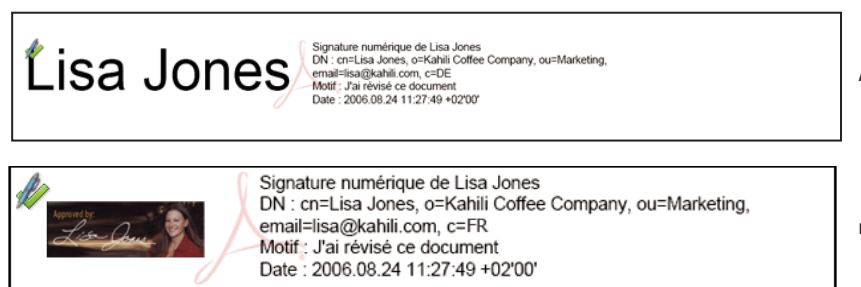 Lisa Jones
Signature numérique de Lisa Jones
DN : cn=Lisa Jones, o=Kahili Coffee Company, ou=Marketing,
email=lisa@kahili.com, c=DE
Motif : J'ai révisé ce document
Date : 2006.08.24 11:27:49 +02'00'
Approved by:
Lisa Jones
Signature numérique de Lisa Jones
DN : cn=Lisa Jones, o=Kahili Coffee Company, ou=Marketing,
email=lisa@kahili.com, c=FR
Motif : J'ai révisé ce document
Date : 2006.08.24 11:27:49 +02'00'